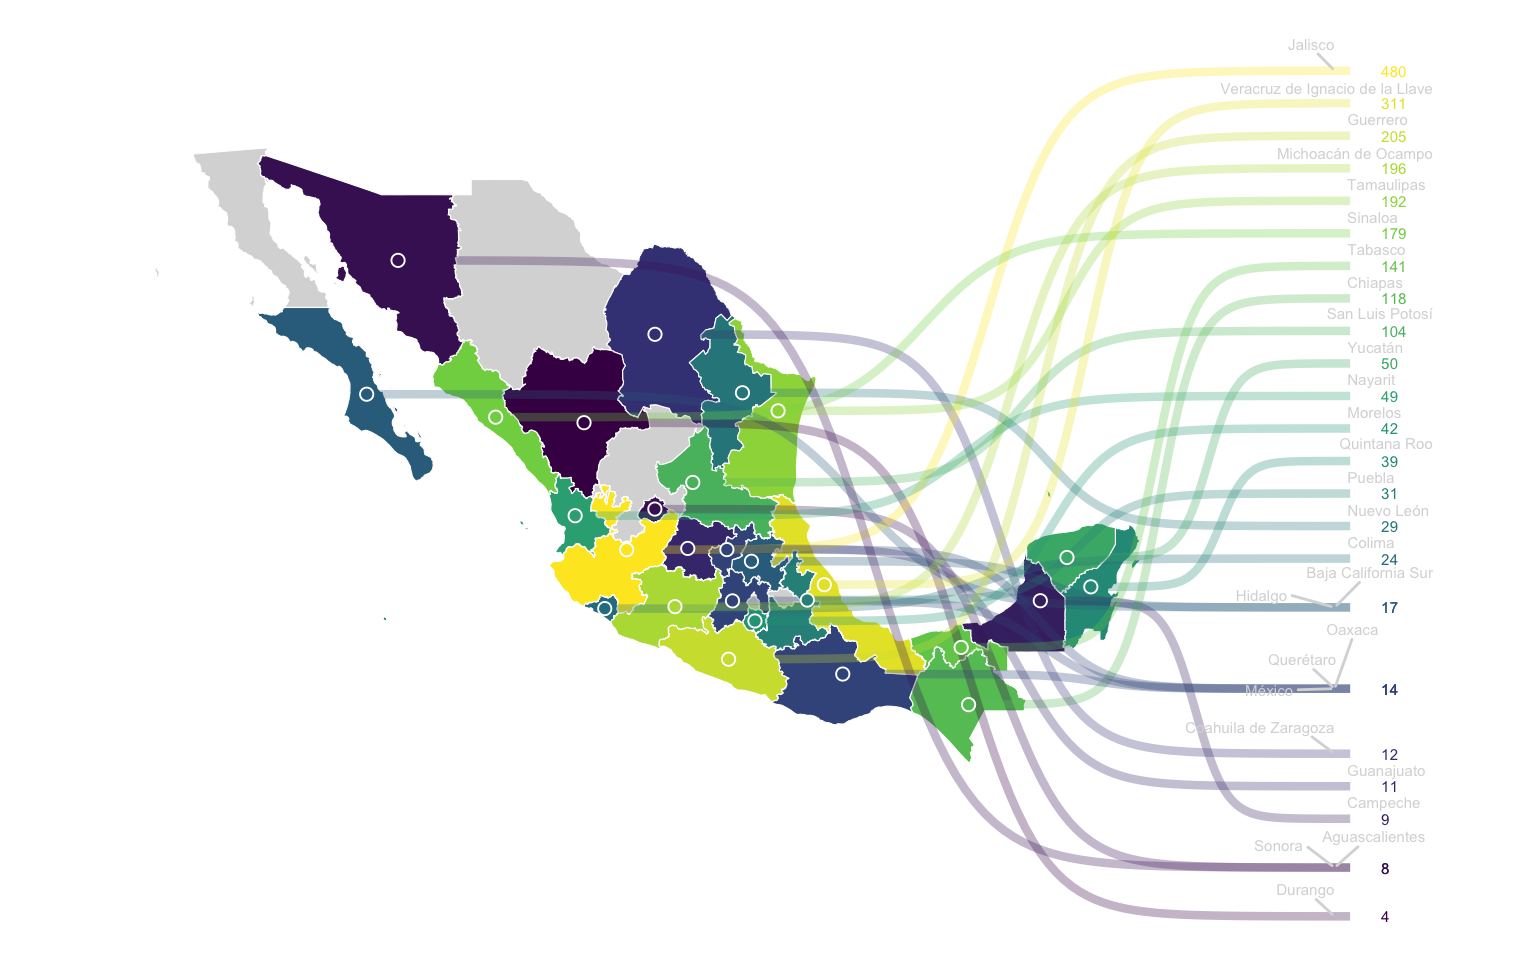 Jalisco
480
Veracruz de Ignacio de la Llave
311
Guerrero
205
Michoacán de Ocampo
196
Tamaulipas
192
Sinaloa
179
Tabasco
141
Chiapas
118
San Luis Potosí
104
Yucatán
50
Nayarit
49
Morelos
42
Quintana Roo
39
Puebla
31
Nuevo León
29
Colima
24
Baja California Sur
Hidalgo
17
Oaxaca
Querétaro
México
14
Coahuila de Zaragoza
12
Guanajuato
11
Campeche
9
Aguascalientes
Sonora
8
Durango
4